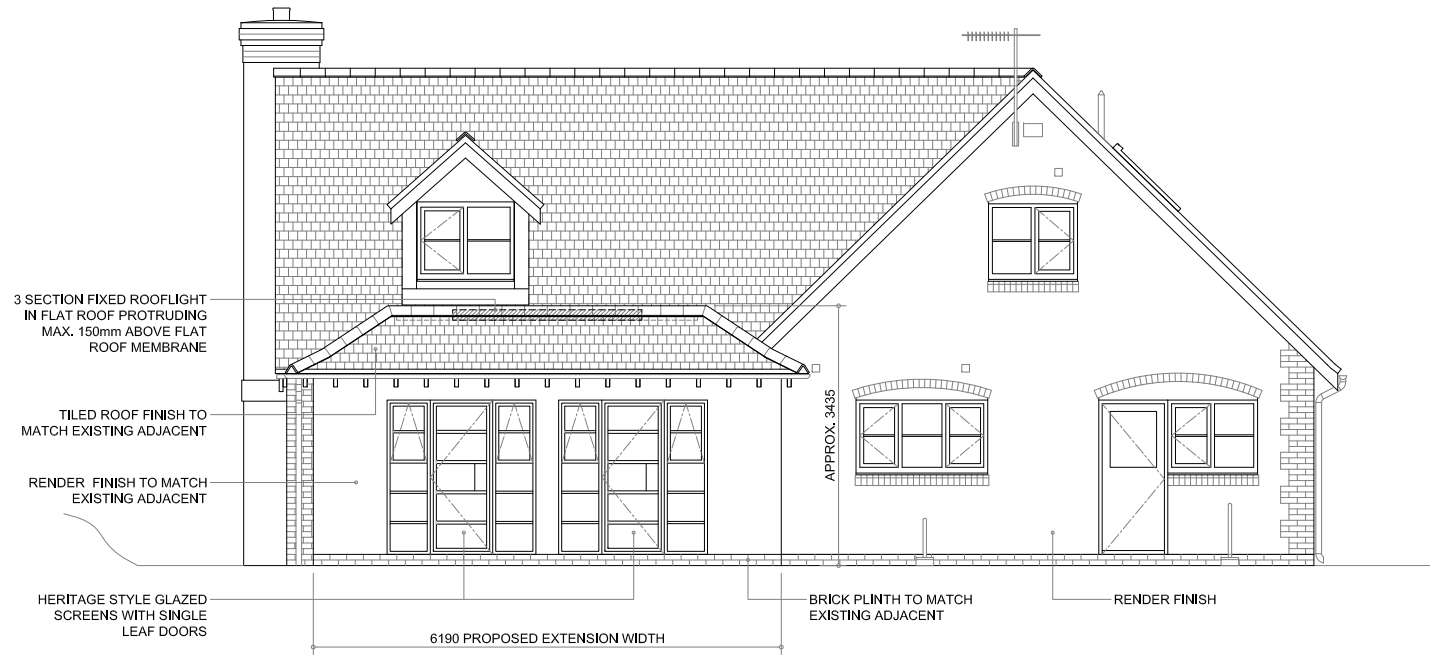 3 SECTION FIXED ROOFLIGHT
IN FLAT ROOF PROTRUDING
MAX. 150mm ABOVE FLAT
ROOF MEMBRANE
TILED ROOF FINISH TO
MATCH EXISTING ADJACENT
RENDER FINISH TO MATCH
EXISTING ADJACENT
HERITAGE STYLE GLAZED
SCREENS WITH SINGLE
LEAF DOORS
6190 PROPOSED EXTENSION WIDTH
APPROX. 3435
BRICK PLINTH TO MATCH
EXISTING ADJACENT
RENDER FINISH